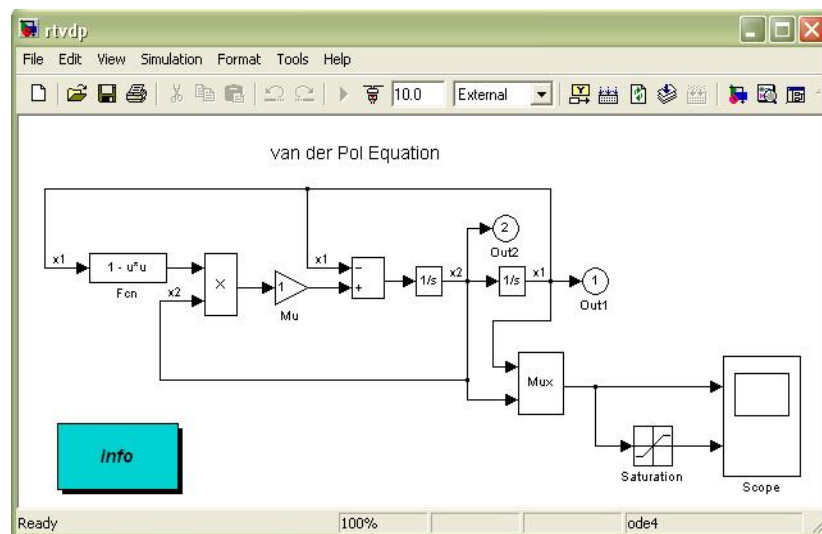 rtvdp
File Edit View Simulation Format Tools Help
10.0 External
van der Pol Equation
x1
1 - u*u
Fcn
x2
×
1
Mu
x1
−
+
1/s
x2
2
Out2
1/s
x1
1
Out1
Mux
Saturation
Scope
Info
Ready 100% ode4